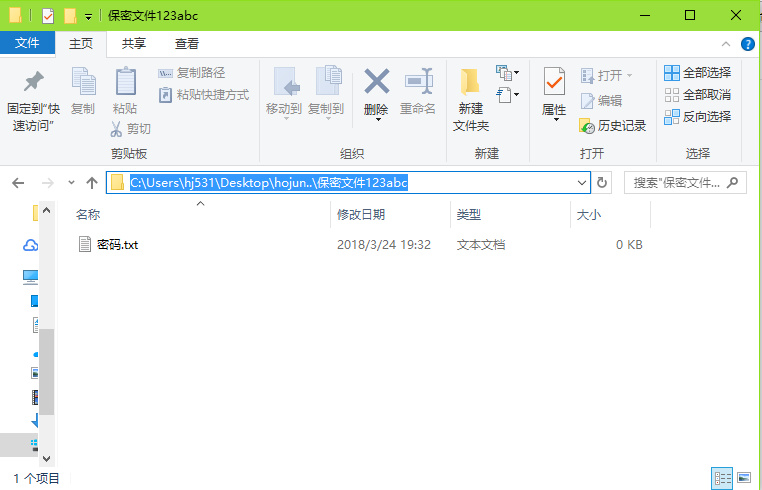 保密文件123abc
文件 主页 共享 查看
固定到"快速访问"
复制
粘贴
复制路径
粘贴快捷方式
剪切
剪贴板
移动到
复制到
删除
重命名
组织
新建
文件夹
新建
属性
打开
编辑
历史记录
打开
全部选择
全部取消
反向选择
选择
C:\Users\hj531\Desktop\hojun..\保密文件123abc
搜索"保密文件...
名称 修改日期 类型 大小
密码.txt 2018/3/24 19:32 文本文档 0 KB
1 个项目